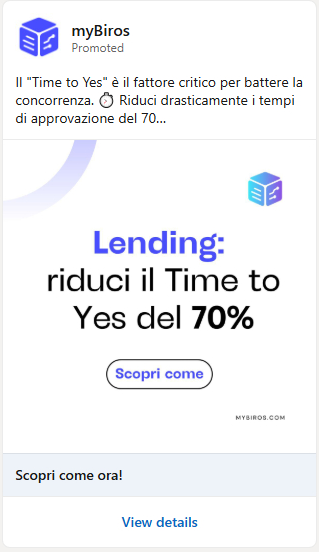 myBiros
Promoted
Il "Time to Yes" è il fattore critico per battere la
concorrenza. ⏱️ Riduci drasticamente i tempi
di approvazione del 70...
Lending:
riduci il Time to
Yes del 70%
Scopri come
MYBIROS.COM
Scopri come ora!
View details